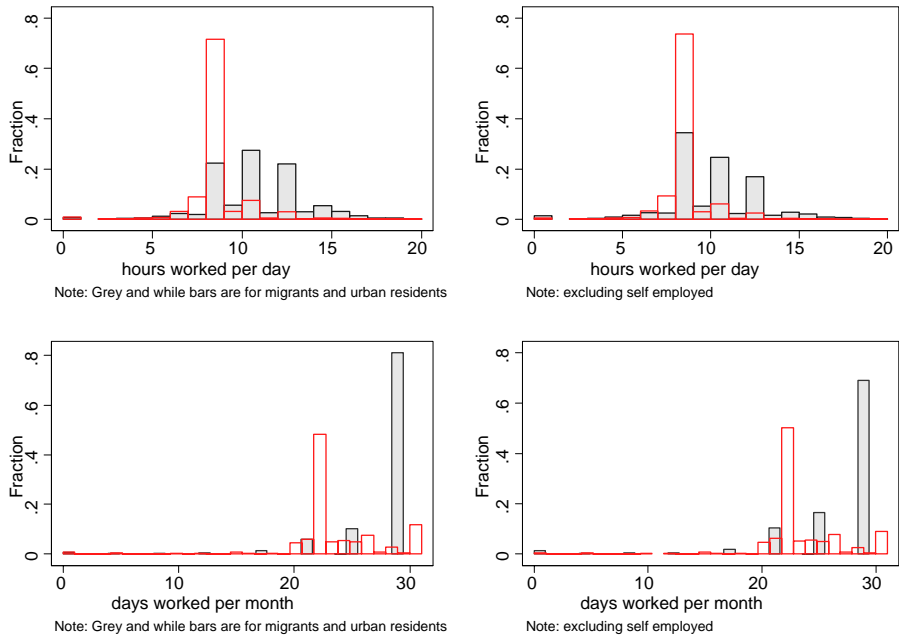 Fraction
0 .2 .4 .6 .8
0 5 10 15 20
hours worked per day
Note: Grey and while bars are for migrants and urban residents
Fraction
0 .2 .4 .6 .8
0 5 10 15 20
hours worked per day
Note: excluding self employed
Fraction
0 .2 .4 .6 .8
0 10 20 30
days worked per month
Note: Grey and while bars are for migrants and urban residents
Fraction
0 .2 .4 .6 .8
0 10 20 30
days worked per month
Note: excluding self employed